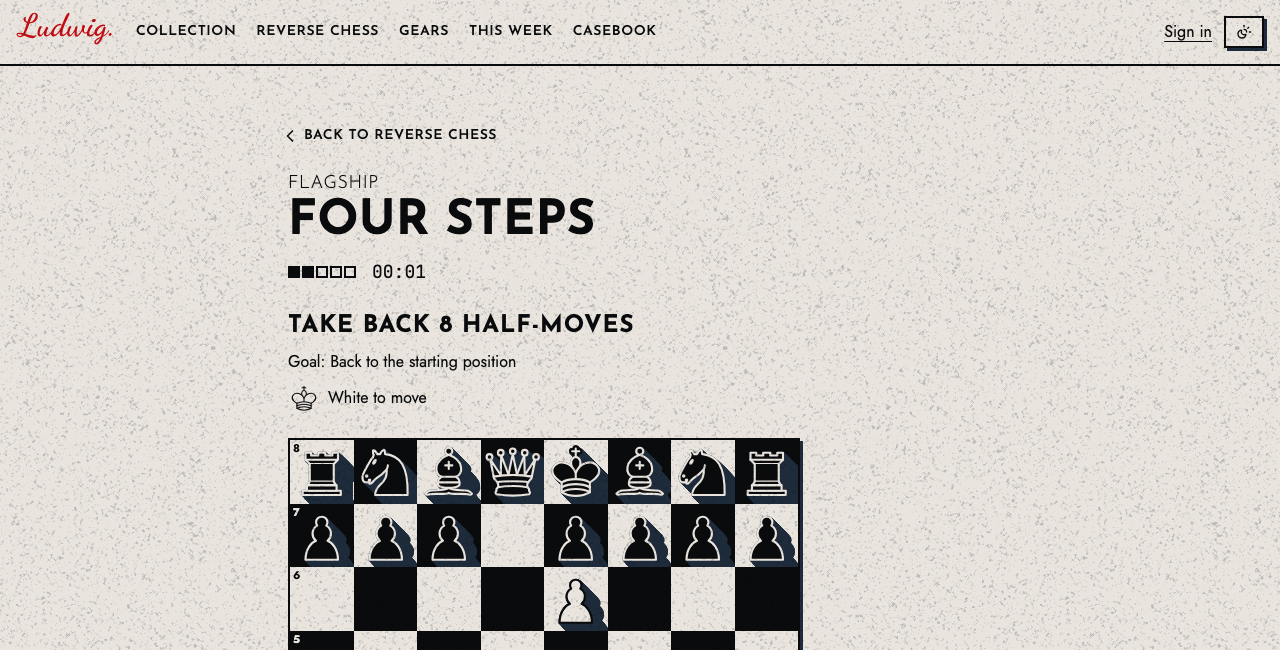 Ludwig.
COLLECTION
REVERSE CHESS
GEARS
THIS WEEK
CASEBOOK
Sign in
BACK TO REVERSE CHESS
FLAGSHIP
FOUR STEPS
00:01
TAKE BACK 8 HALF-MOVES
Goal: Back to the starting position
White to move
8
7
6
5